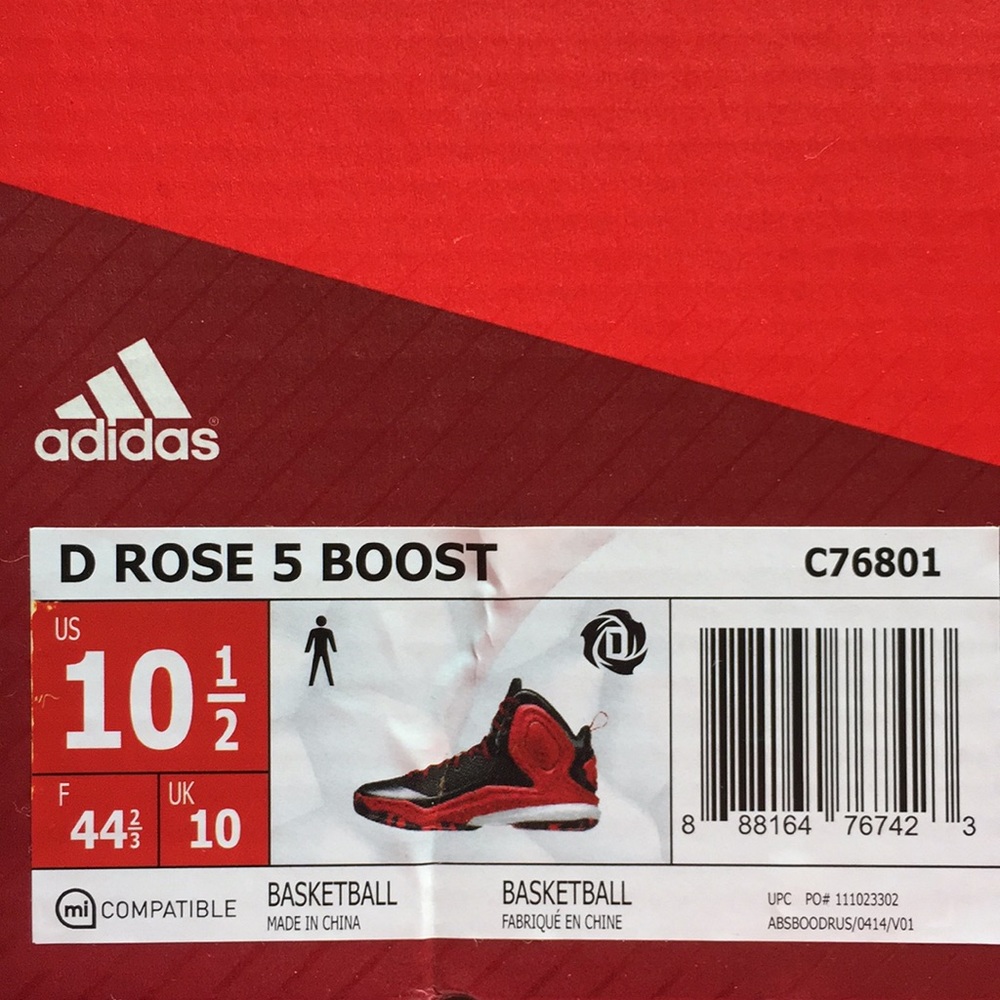 adidas®
D ROSE 5 BOOST
C76801
US
10 1/2
F
44 2/3
UK
10
D
8 88164 76742 3
mi COMPATIBLE
BASKETBALL
MADE IN CHINA
BASKETBALL
FABRIQUÉ EN CHINE
UPC PO# 111023302
ABSBOODRUS/0414/V01